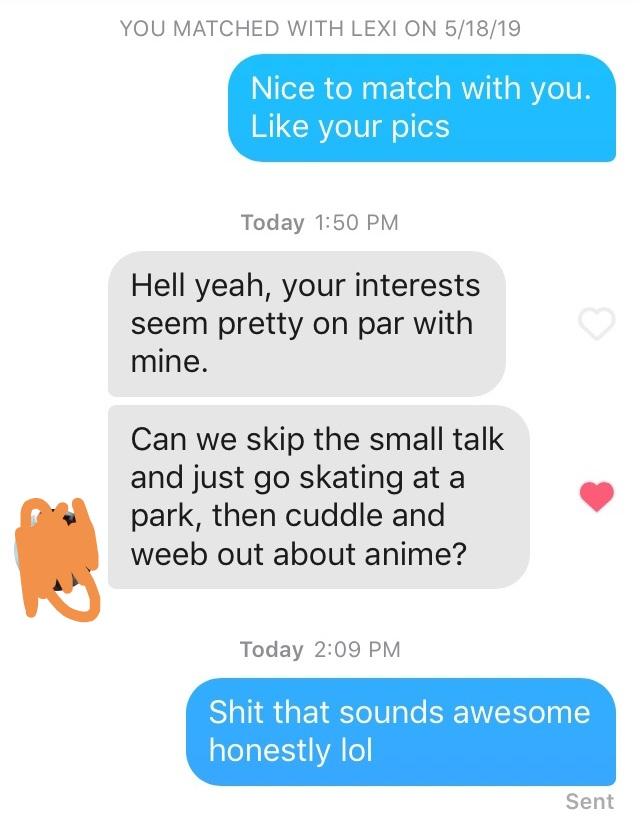 YOU MATCHED WITH LEXI ON 5/18/19
Nice to match with you.
Like your pics
Today 1:50 PM
Hell yeah, your interests
seem pretty on par with
mine.
Can we skip the small talk
and just go skating at a
park, then cuddle and
weeb out about anime?
Today 2:09 PM
Shit that sounds awesome
honestly lol
Sent